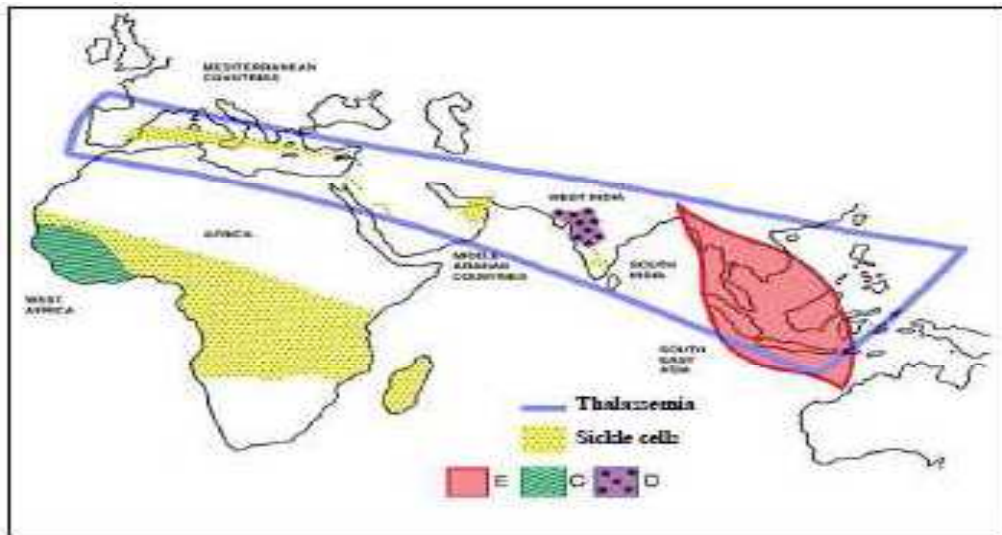 MEDITERRANEAN
COUNTRIES
WEST INDIA
AFRICA
MIDDLE
ARABIAN
COUNTRIES
SOUTH
INDIA
WEST
AFRICA
SOUTH
EAST
ASIA
Thalassemia
Sickle cells
E C D